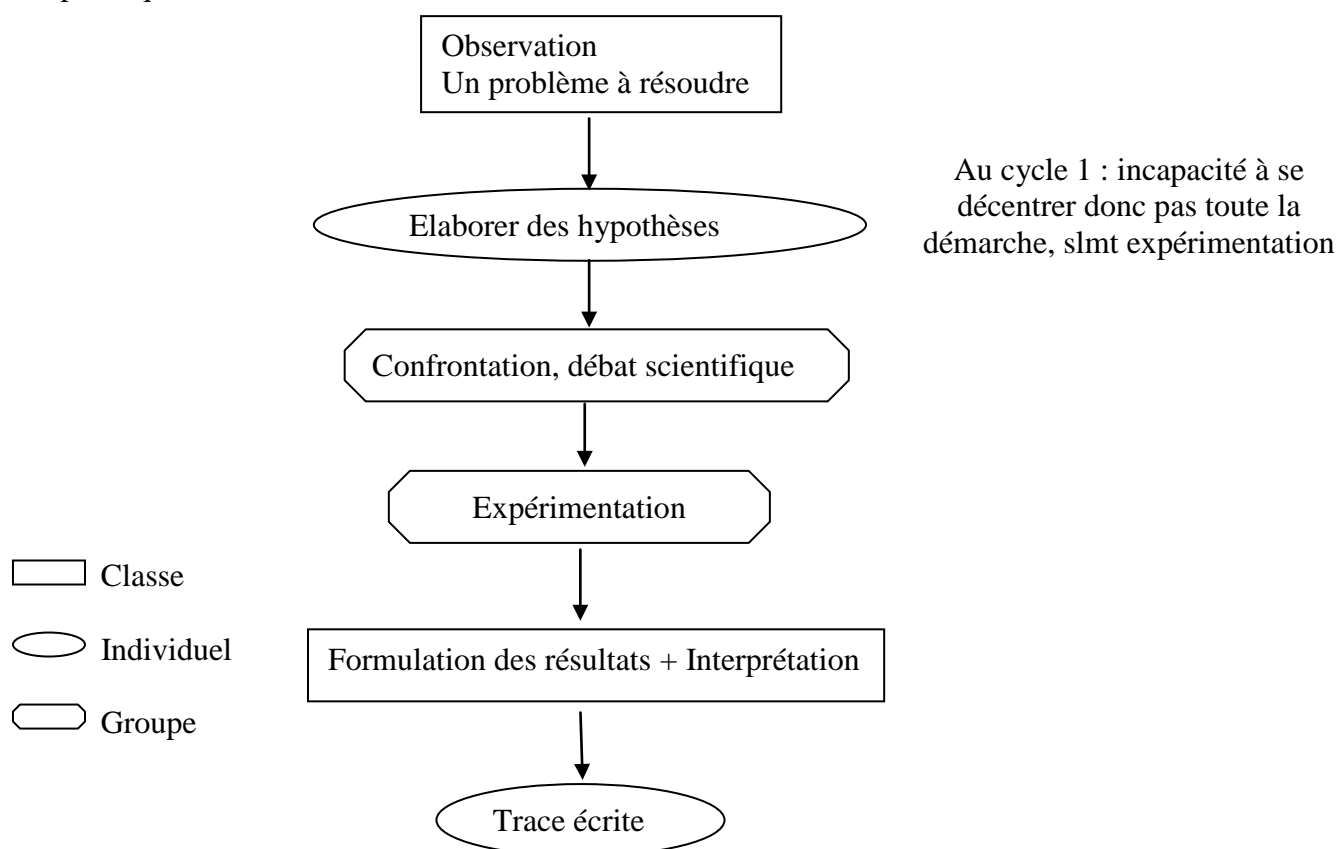 Observation
Un problème à résoudre
Elaborer des hypothèses
Au cycle 1 : incapacité à se
décentrer donc pas toute la
démarche, slmt expérimentation
Confrontation, débat scientifique
Expérimentation
Classe
Individuel
Groupe
Formulation des résultats + Interprétation
Trace écrite